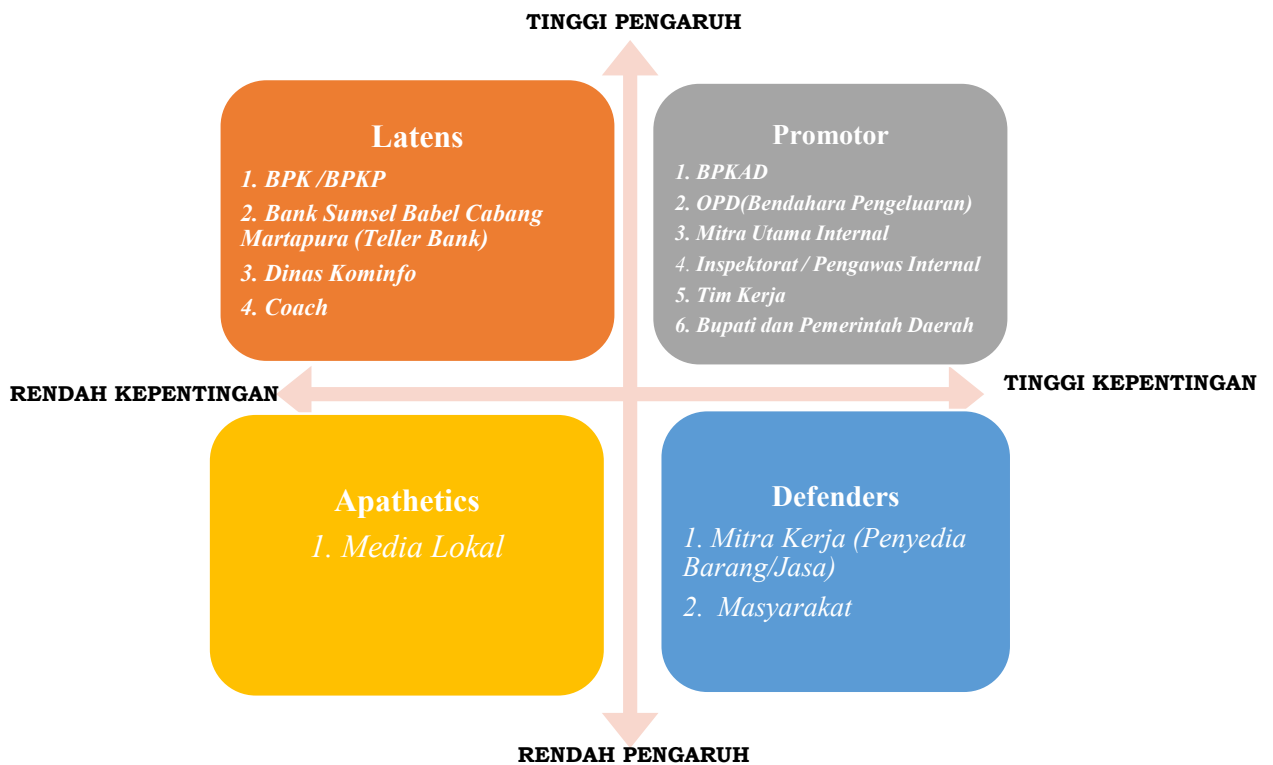 TINGGI PENGARUH
Latens
1. BPK /BPKP
2. Bank Sumsel Babel Cabang
Martapura (Teller Bank)
3. Dinas Kominfo
4. Coach
Promotor
1. BPKAD
2. OPD(Bendahara Pengeluaran)
3. Mitra Utama Internal
4. Inspektorat / Pengawas Internal
5. Tim Kerja
6. Bupati dan Pemerintah Daerah
RENDAH KEPENTINGAN
TINGGI KEPENTINGAN
Apathetics
1. Media Lokal
Defenders
1. Mitra Kerja (Penyedia
Barang/Jasa)
2. Masyarakat
RENDAH PENGARUH